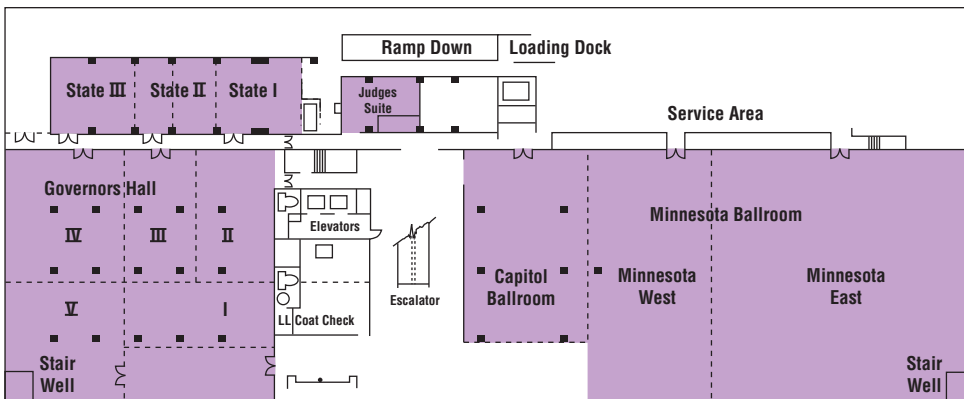 Ramp Down
Loading Dock
State III
State II
State I
Judges
Suite
Service Area
Governors Hall
IV
III
II
Elevators
Minnesota Ballroom
Capitol
Ballroom
Minnesota
West
Minnesota
East
Escalator
V
I
LL Coat Check
Stair
Well
Stair
Well